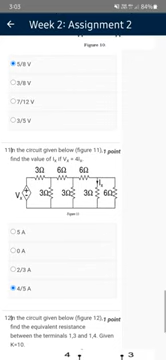 3:03
84%
Week 2: Assignment 2
Figure 10
5/8 V
3/8 V
7/12 V
3/5 V
11) In the circuit given below (figure 11), 1 point
find the value of Ix if Vx = 4Ix.
3Ω 6Ω 6Ω
Ix
Vx 3Ω 3Ω 3Ω 6Ω
figure 11
5 A
0 A
2/3 A
4/5 A
12) In the circuit given below (figure 12), 1 point
find the equivalent resistance
between the terminals 1,3 and 1;4. Given
K=10.
4 3